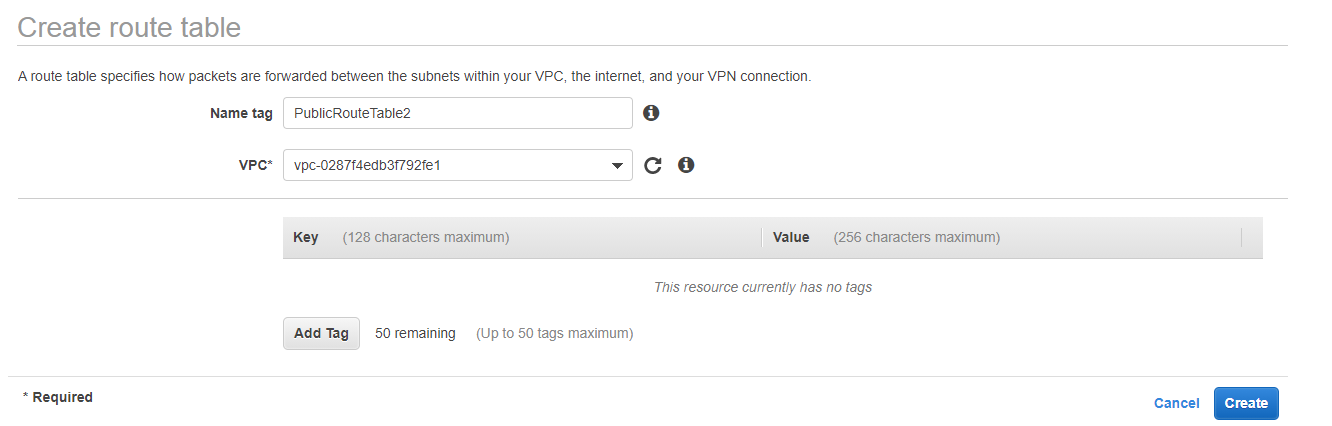 Create route table
A route table specifies how packets are forwarded between the subnets within your VPC, the internet, and your VPN connection.
Name tag PublicRouteTable2
VPC* vpc-0287f4edb3f792fe1
Key (128 characters maximum) Value (256 characters maximum)
This resource currently has no tags
Add Tag 50 remaining (Up to 50 tags maximum)
* Required Cancel Create